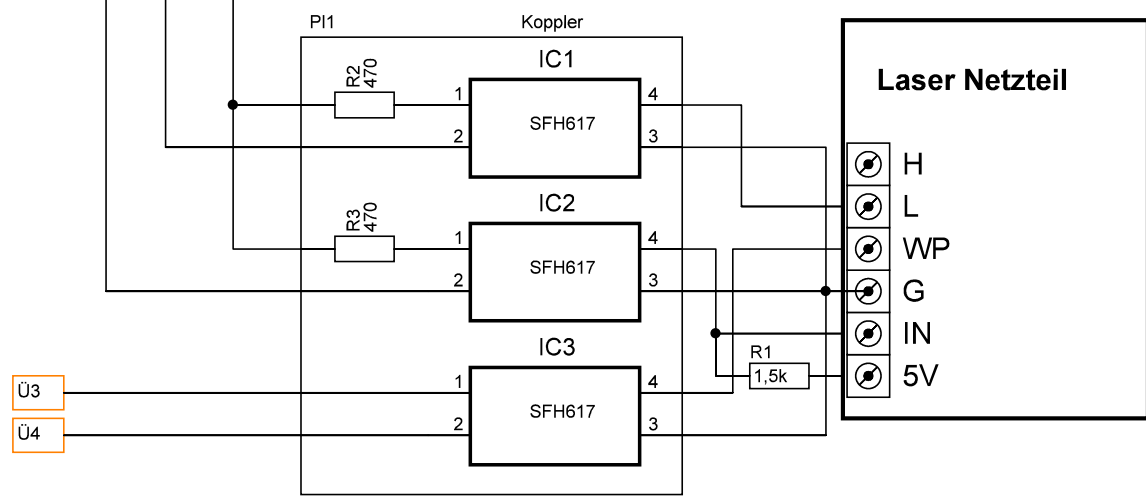 PI1 Koppler
IC1
R2
470
1 4
SFH617
2 3
Laser Netzteil
H
L
WP
G
IN
5V
IC2
R3
470
1 4
SFH617
2 3
IC3
R1
1,5k
Ü3
1 4
SFH617
Ü4
2 3